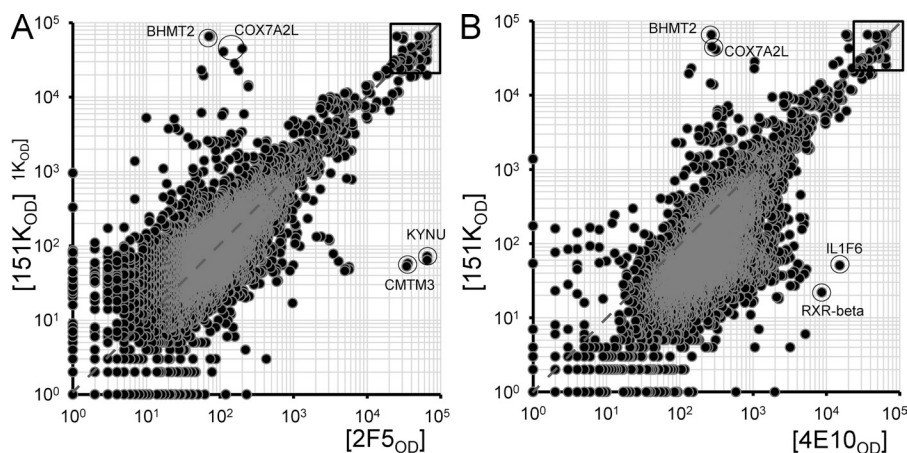 A
BHMT2
COX7A2L
KYNU
CMTM3
[151K_OD] 1K_OD]
10^5
10^4
10^3
10^2
10^1
10^0
10^0 10^1 10^2 10^3 10^4 10^5
[2F5_OD]
B
BHMT2
COX7A2L
IL1F6
RXR-beta
[151K_OD]
10^5
10^4
10^3
10^2
10^1
10^0
10^0 10^1 10^2 10^3 10^4 10^5
[4E10_OD]